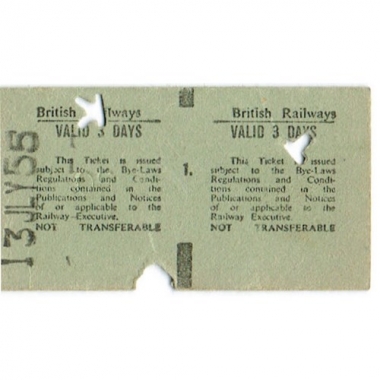 13 JLY 55
British lways
VALID 3 DAYS
This Ticket is issued
subject to the Bye-Laws
Regulations and Condi-
tions contained in the
Publications and Notices
of or applicable to the
Railway Executive.
NOT TRANSFERABLE
1.
British Railways
VALID 3 DAYS
This Ticket issued
subject to the Bye-Laws
Regulations and Condi-
tions contained in the
Publications and Notices
of or applicable to the
Railway Executive.
NOT TRANSFERABLE